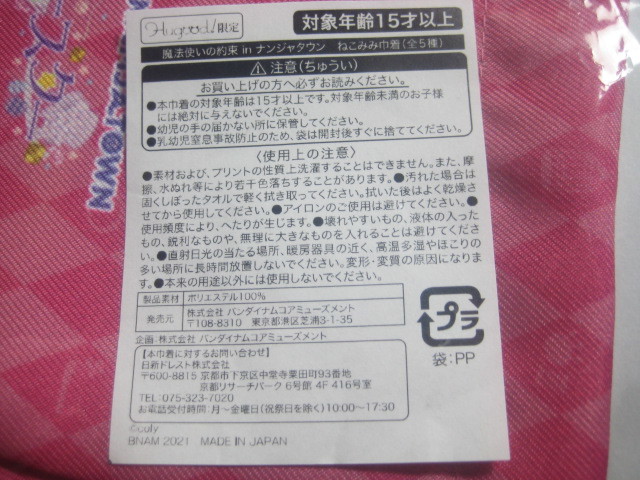 Hugood!限定
対象年齢15才以上
魔法使いの約束 in ナンジャタウン ねこみみ巾着(全5種)
注意(ちゅうい)
お買い上げの方へ必ずお読みください。
●本巾着の対象年齢は15才以上です。対象年齢未満のお子様
には絶対に与えないでください。
●幼児の手の届かない所に保管してください。
●乳幼児窒息事故防止のため、袋は開封後すぐに捨ててください。
〈使用上の注意〉
●素材および、プリントの性質上洗濯することはできません。また、摩
擦、水ぬれ等により若干色落ちすることがあります。●汚れた場合は
固くしぼったタオルで軽く拭き取ってください。拭いた後はよく乾燥さ
せてから使用してください。●アイロンのご使用は避けてください。●
使用頻度により、へたりが生じます。●壊れやすいもの、液体の入った
もの、鋭利なものや、無理に大きなものを入れないでください。
●直射日光の当たる場所、暖房器具の近く、高温多湿やほこりの
多い場所に長時間放置しないでください。変形・変質の原因になりま
す。●本来の用途以外には使用しないでください。
製品素材 ポリエステル100%
発売元 株式会社 バンダイナムコアミューズメント
〒108-8310 東京都港区芝浦3-1-35
企画:株式会社 バンダイナムコアミューズメント
【本巾着に対するお問い合わせ】
日新ドレスト株式会社
〒600-8815 京都市下京区中堂寺粟田町93番地
京都リサーチパーク 6号館 4F 416号室
TEL:075-323-7020
お電話受付時間:月~金曜日(祝祭日を除く)10:00~17:30
©coly
BNAM 2021 MADE IN JAPAN
プラ
袋:PP
TOWN